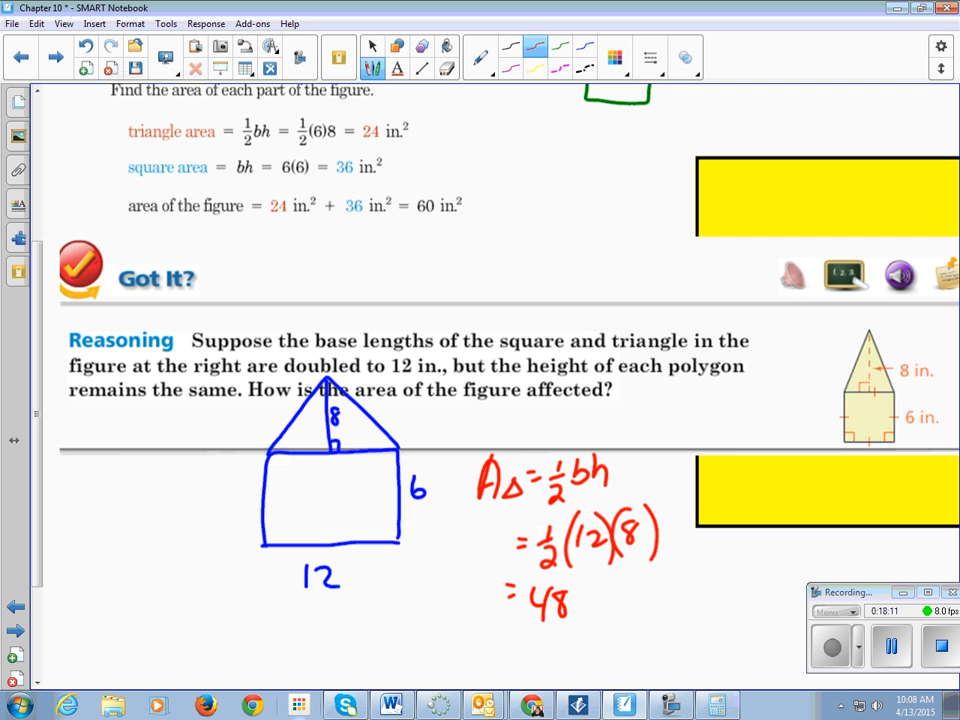 Chapter10 * - SMART Notebook
File Edit View Insert Format Tools Response Add-ons Help
Find the area of each part of the figure.
triangle area = 1/2 bh = 1/2 (6)8 = 24 in.²
square area = bh = 6(6) = 36 in.²
area of the figure = 24 in.² + 36 in.² = 60 in.²
Got It?
Reasoning Suppose the base lengths of the square and triangle in the
figure at the right are doubled to 12 in., but the height of each polygon
remains the same. How is the area of the figure affected?
8 in.
6 in.
8
6
12
A△ = 1/2 bh
= 1/2 (12)(8)
= 48
Recording...
Menu
0:18:11
8.0 fps
10:08 AM
4/13/2015